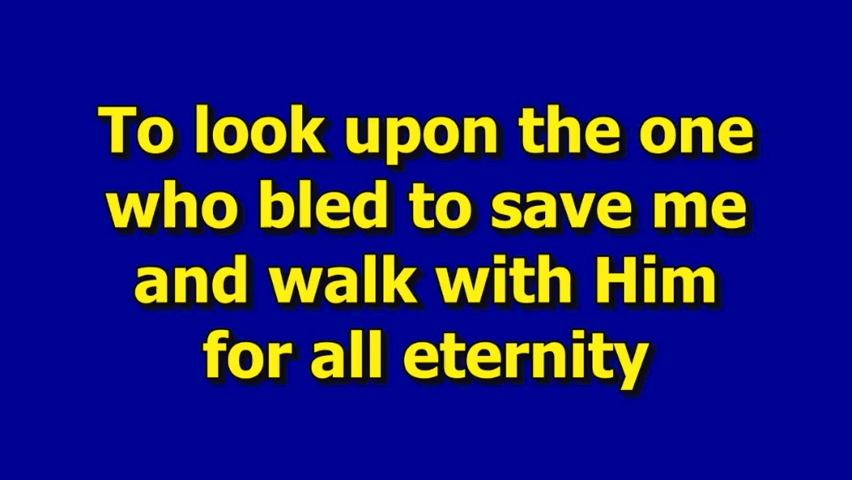 To look upon the one
who bled to save me
and walk with Him
for all eternity